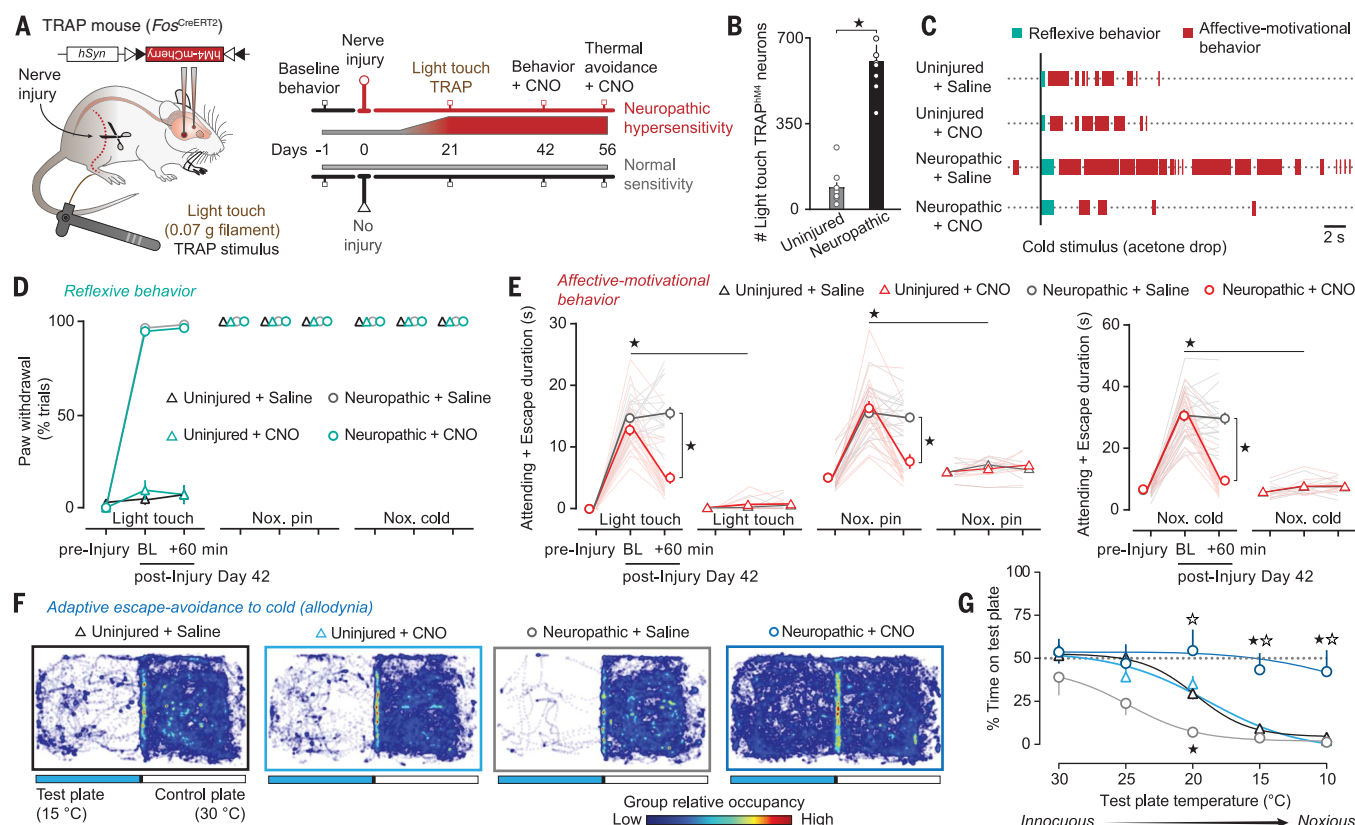 A
TRAP mouse (FosCreERT2)
hSyn
hM4-mCherry
Nerve
injury
Light touch
(0.07 g filament)
TRAP stimulus
Baseline
behavior
Nerve
injury
Light touch
TRAP
Behavior
+ CNO
Thermal
avoidance
+ CNO
Neuropathic
hypersensitivity
Days -1 0 21 42 56
Normal
sensitivity
No
injury
B
# Light touch TRAPhM4 neurons
700
350
0
★
Uninjured
Neuropathic
C
Reflexive behavior
Affective-motivational
behavior
Uninjured
+ Saline
Uninjured
+ CNO
Neuropathic
+ Saline
Neuropathic
+ CNO
Cold stimulus (acetone drop)
2 s
D
Reflexive behavior
Paw withdrawal
(% trials)
100
50
0
Uninjured + Saline
Neuropathic + Saline
Uninjured + CNO
Neuropathic + CNO
Light touch
Nox. pin
Nox. cold
pre-Injury BL +60 min
post-Injury Day 42
E
Affective-motivational
behavior
Uninjured + Saline
Uninjured + CNO
Neuropathic + Saline
Neuropathic + CNO
Attending + Escape duration (s)
30
15
0
★
★
★
★
Light touch
Light touch
Nox. pin
Nox. pin
pre-Injury BL +60 min
post-Injury Day 42
Attending + Escape duration (s)
60
40
20
0
★
★
Nox. cold
Nox. cold
pre-Injury BL +60 min
post-Injury Day 42
F
Adaptive escape-avoidance to cold (allodynia)
Uninjured + Saline
Uninjured + CNO
Neuropathic + Saline
Neuropathic + CNO
Test plate
(15 °C)
Control plate
(30 °C)
Group relative occupancy
Low
High
G
% Time on test plate
100
75
50
25
0
☆
★☆
★☆
★
30 25 20 15 10
Test plate temperature (°C)
Innocuous
Noxious